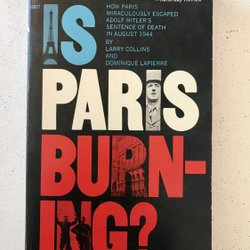 IS
HOW PARIS
MIRACULOUSLY ESCAPED
ADOLF HITLER'S
SENTENCE OF DEATH
IN AUGUST 1944
BY
LARRY COLLINS
AND
DOMINIQUE LAPIERRE
PARIS
BURN-
ING?